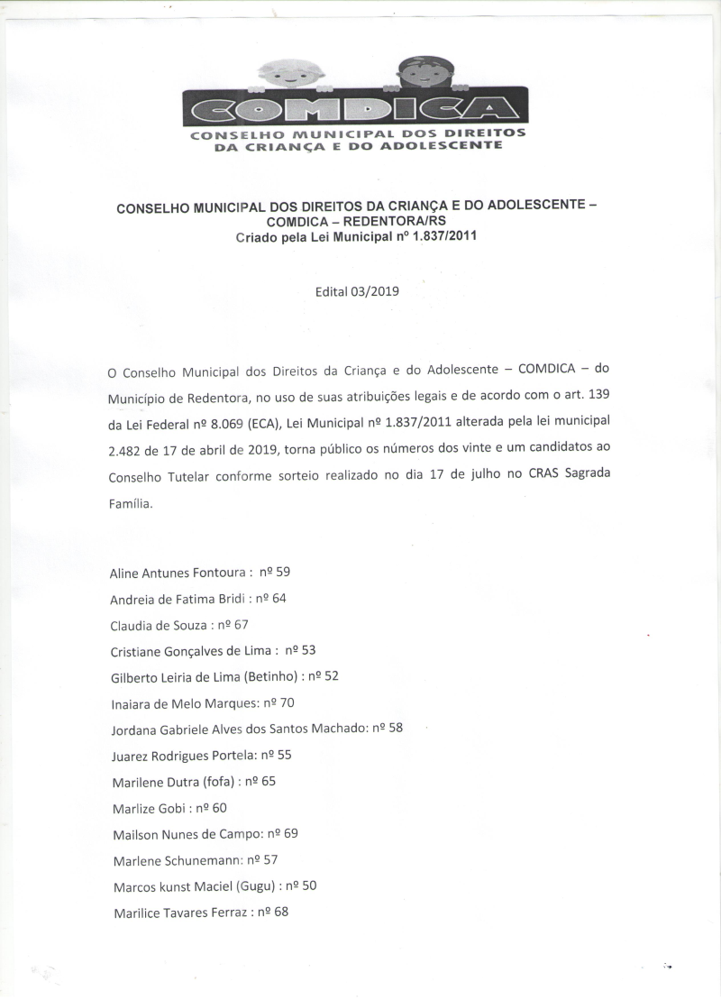 COMDICA
CONSELHO MUNICIPAL DOS DIREITOS
DA CRIANÇA E DO ADOLESCENTE
CONSELHO MUNICIPAL DOS DIREITOS DA CRIANÇA E DO ADOLESCENTE –
COMDICA – REDENTORA/RS
Criado pela Lei Municipal nº 1.837/2011
Edital 03/2019
O Conselho Municipal dos Direitos da Criança e do Adolescente – COMDICA – do
Município de Redentora, no uso de suas atribuições legais e de acordo com o art. 139
da Lei Federal nº 8.069 (ECA), Lei Municipal nº 1.837/2011 alterada pela lei municipal
2.482 de 17 de abril de 2019, torna público os números dos vinte e um candidatos ao
Conselho Tutelar conforme sorteio realizado no dia 17 de julho no CRAS Sagrada
Família.
Aline Antunes Fontoura : nº 59
Andreia de Fatima Bridi : nº 64
Claudia de Souza : nº 67
Cristiane Gonçalves de Lima : nº 53
Gilberto Leiria de Lima (Betinho) : nº 52
Inaiara de Melo Marques: nº 70
Jordana Gabriele Alves dos Santos Machado: nº 58
Juarez Rodrigues Portela: nº 55
Marilene Dutra (fofa) : nº 65
Marlize Gobi : nº 60
Mailson Nunes de Campo: nº 69
Marlene Schunemann: nº 57
Marcos kunst Maciel (Gugu) : nº 50
Marilice Tavares Ferraz : nº 68